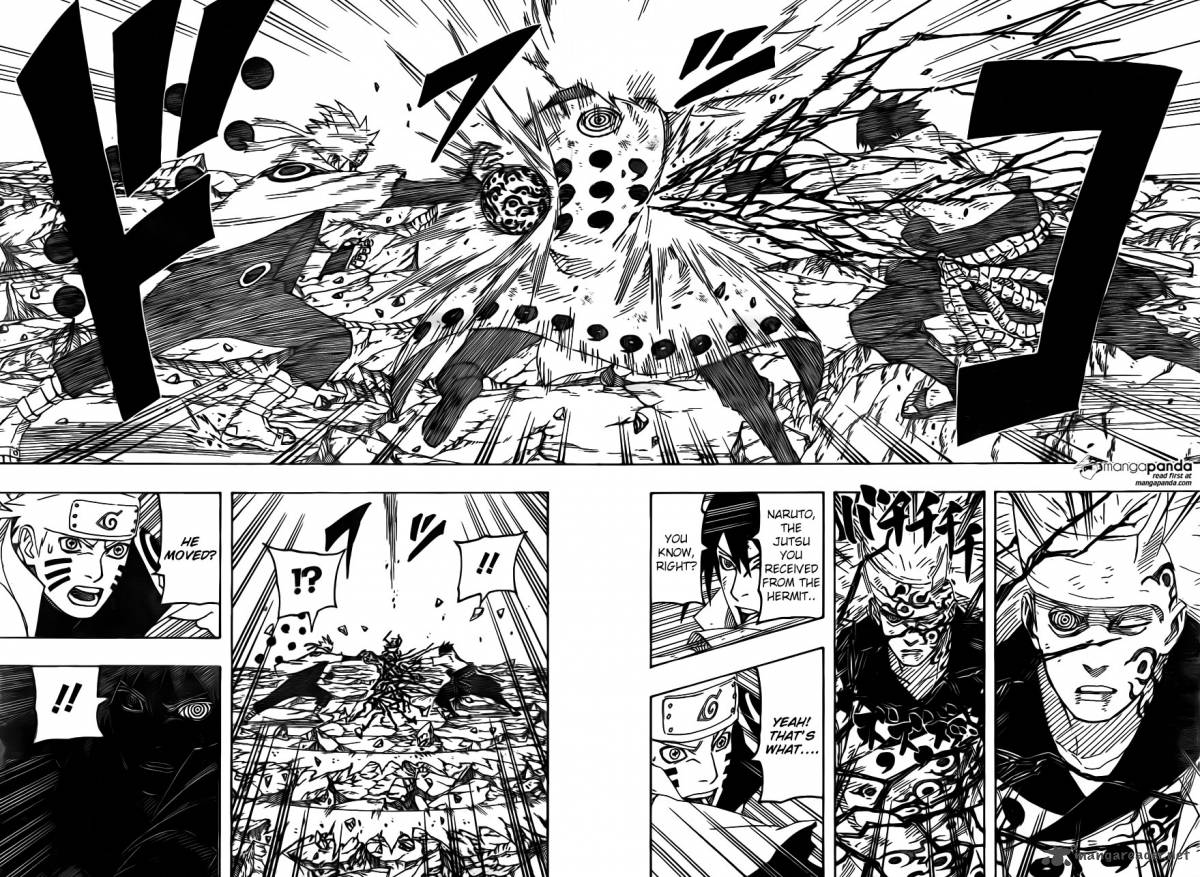 ド
ゴ
mangapanda
read first at
mangapanda.com
バチチチ
NARUTO,
THE
JUTSU
YOU
RECEIVED
FROM THE
HERMIT..
YOU
KNOW,
RIGHT?
YEAH!
THAT'S
WHAT....
!!
!?
HE
MOVED?
!!
mangareader.net